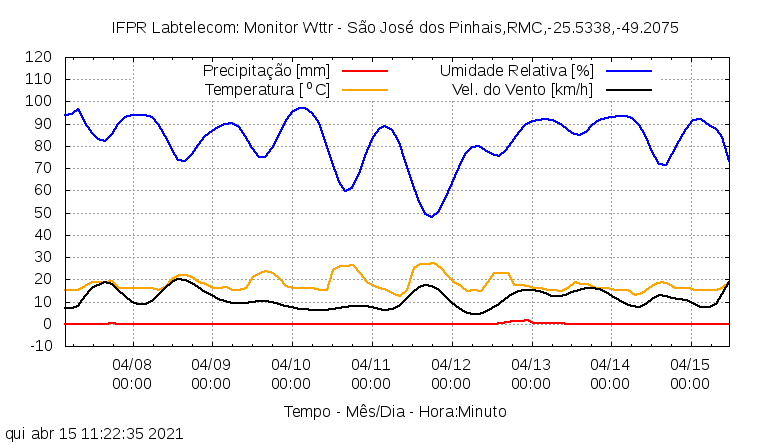 IFPR Labtelecom: Monitor Wttr - São José dos Pinhais,RMC,-25.5338,-49.2075
Precipitação [mm]
Temperatura [⁰C]
Umidade Relativa [%]
Vel. do Vento [km/h]
120
110
100
90
80
70
60
50
40
30
20
10
0
-10
04/08 04/09 04/10 04/11 04/12 04/13 04/14 04/15
00:00 00:00 00:00 00:00 00:00 00:00 00:00 00:00
Tempo - Mês/Dia - Hora:Minuto
qui abr 15 11:22:35 2021